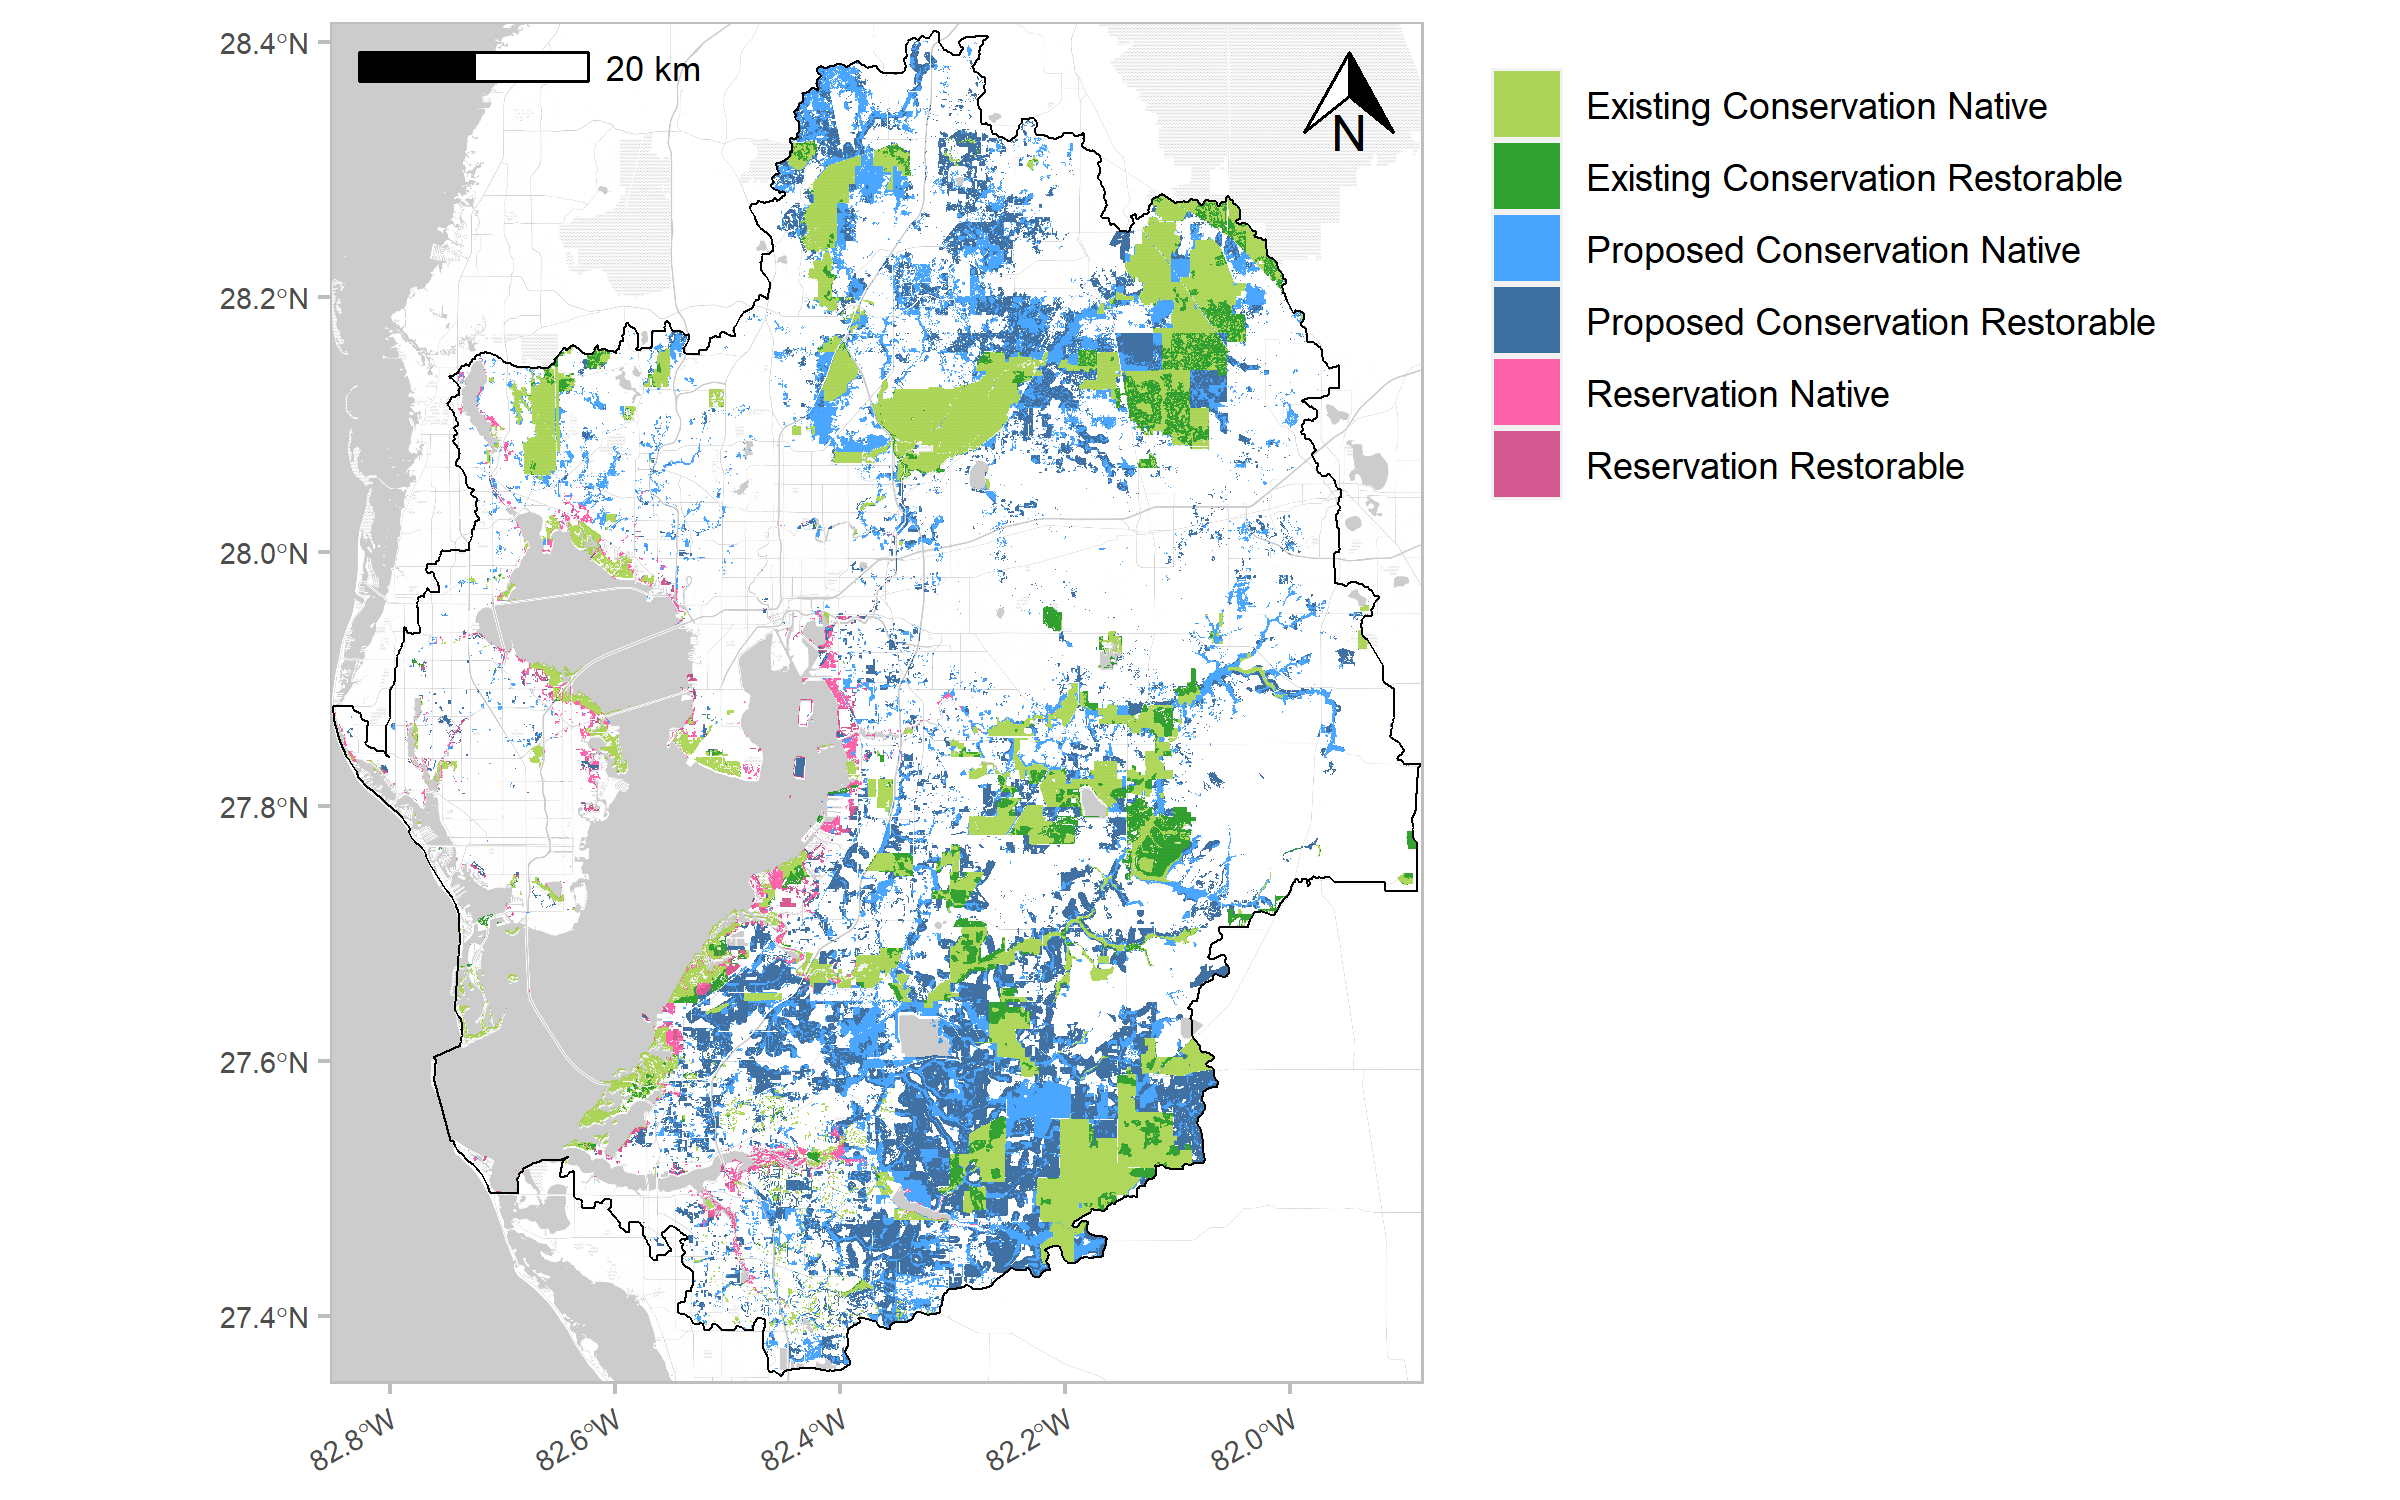 28.4°N
28.2°N
28.0°N
27.8°N
27.6°N
27.4°N
20 km
N
82.8°W
82.6°W
82.4°W
82.2°W
82.0°W
Existing Conservation Native
Existing Conservation Restorable
Proposed Conservation Native
Proposed Conservation Restorable
Reservation Native
Reservation Restorable